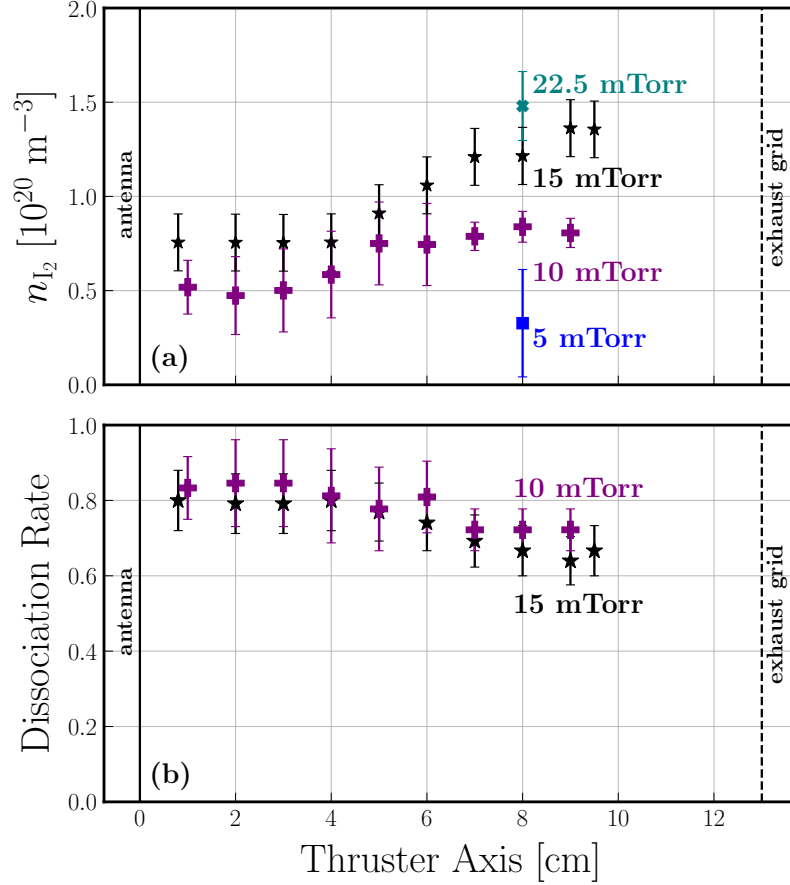 2.0
1.5
1.0
0.5
0.0
n_{I_2} [10^{20} m^{−3}]
antenna
22.5 mTorr
15 mTorr
10 mTorr
5 mTorr
exhaust grid
(a)
1.0
0.8
0.6
0.4
0.2
0.0
Dissociation Rate
antenna
10 mTorr
15 mTorr
exhaust grid
(b)
0 2 4 6 8 10 12
Thruster Axis [cm]